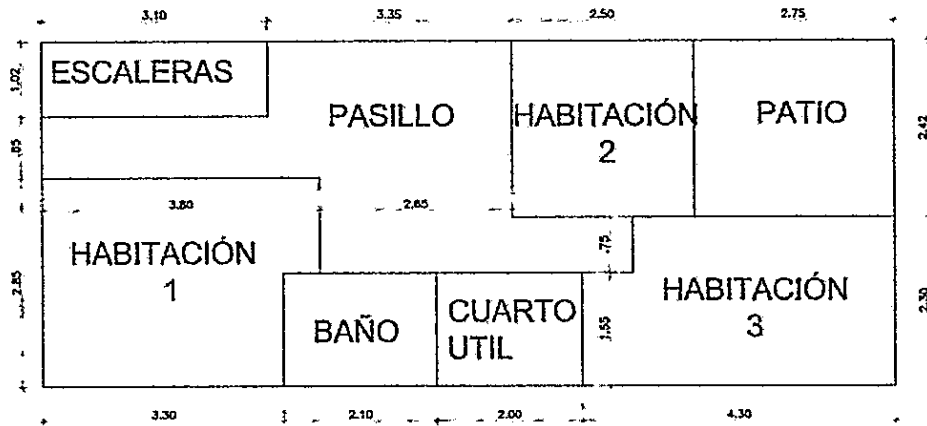 3.10 3.35 2.50 2.75
ESCALERAS
1.02
PASILLO
HABITACIÓN
2
PATIO
2.42
.85
3.80 2.65
HABITACIÓN
1
.75
HABITACIÓN
3
2.85
2.30
BAÑO
CUARTO
UTIL
1.55
3.30 2.10 2.00 4.30